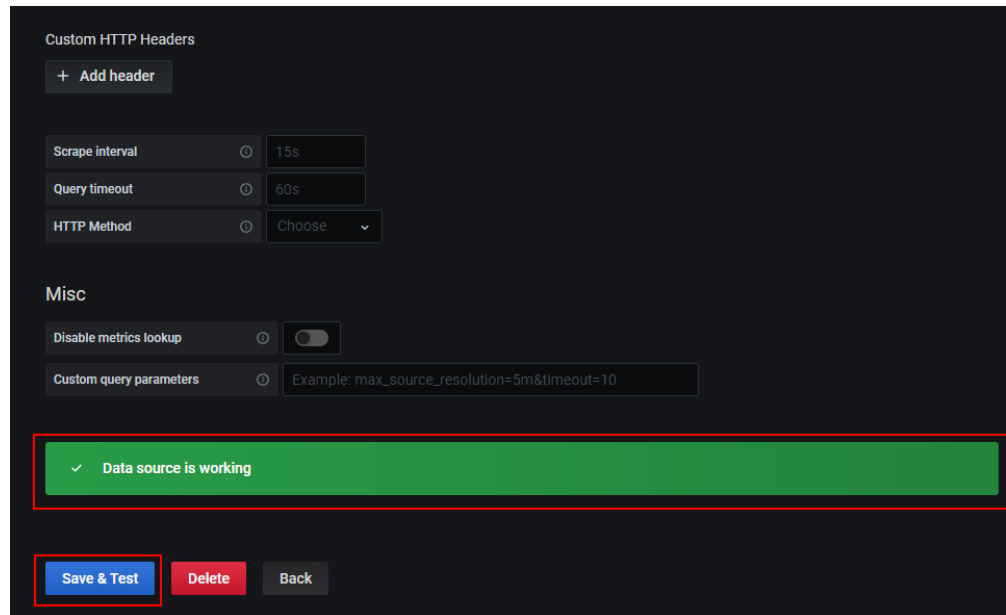 Custom HTTP Headers
+ Add header
Scrape interval 15s
Query timeout 60s
HTTP Method Choose
Misc
Disable metrics lookup
Custom query parameters Example: max_source_resolution=5m&timeout=10
Data source is working
Save & Test Delete Back